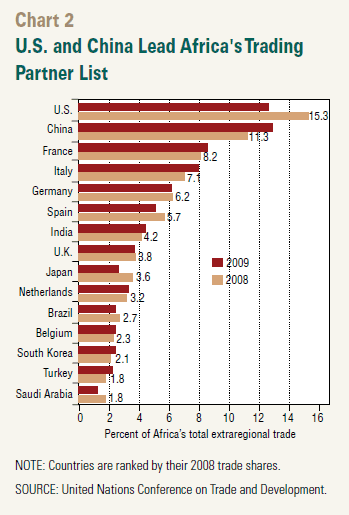 Chart 2
U.S. and China Lead Africa's Trading
Partner List
U.S.
15.3
China
11.3
France
8.2
Italy
7.1
Germany
6.2
Spain
5.7
India
4.2
U.K.
3.8
Japan
3.6
Netherlands
3.2
Brazil
2.7
Belgium
2.3
South Korea
2.1
Turkey
1.8
Saudi Arabia
1.8
2009
2008
0 2 4 6 8 10 12 14 16
Percent of Africa's total extraregional trade
NOTE: Countries are ranked by their 2008 trade shares.
SOURCE: United Nations Conference on Trade and Development.